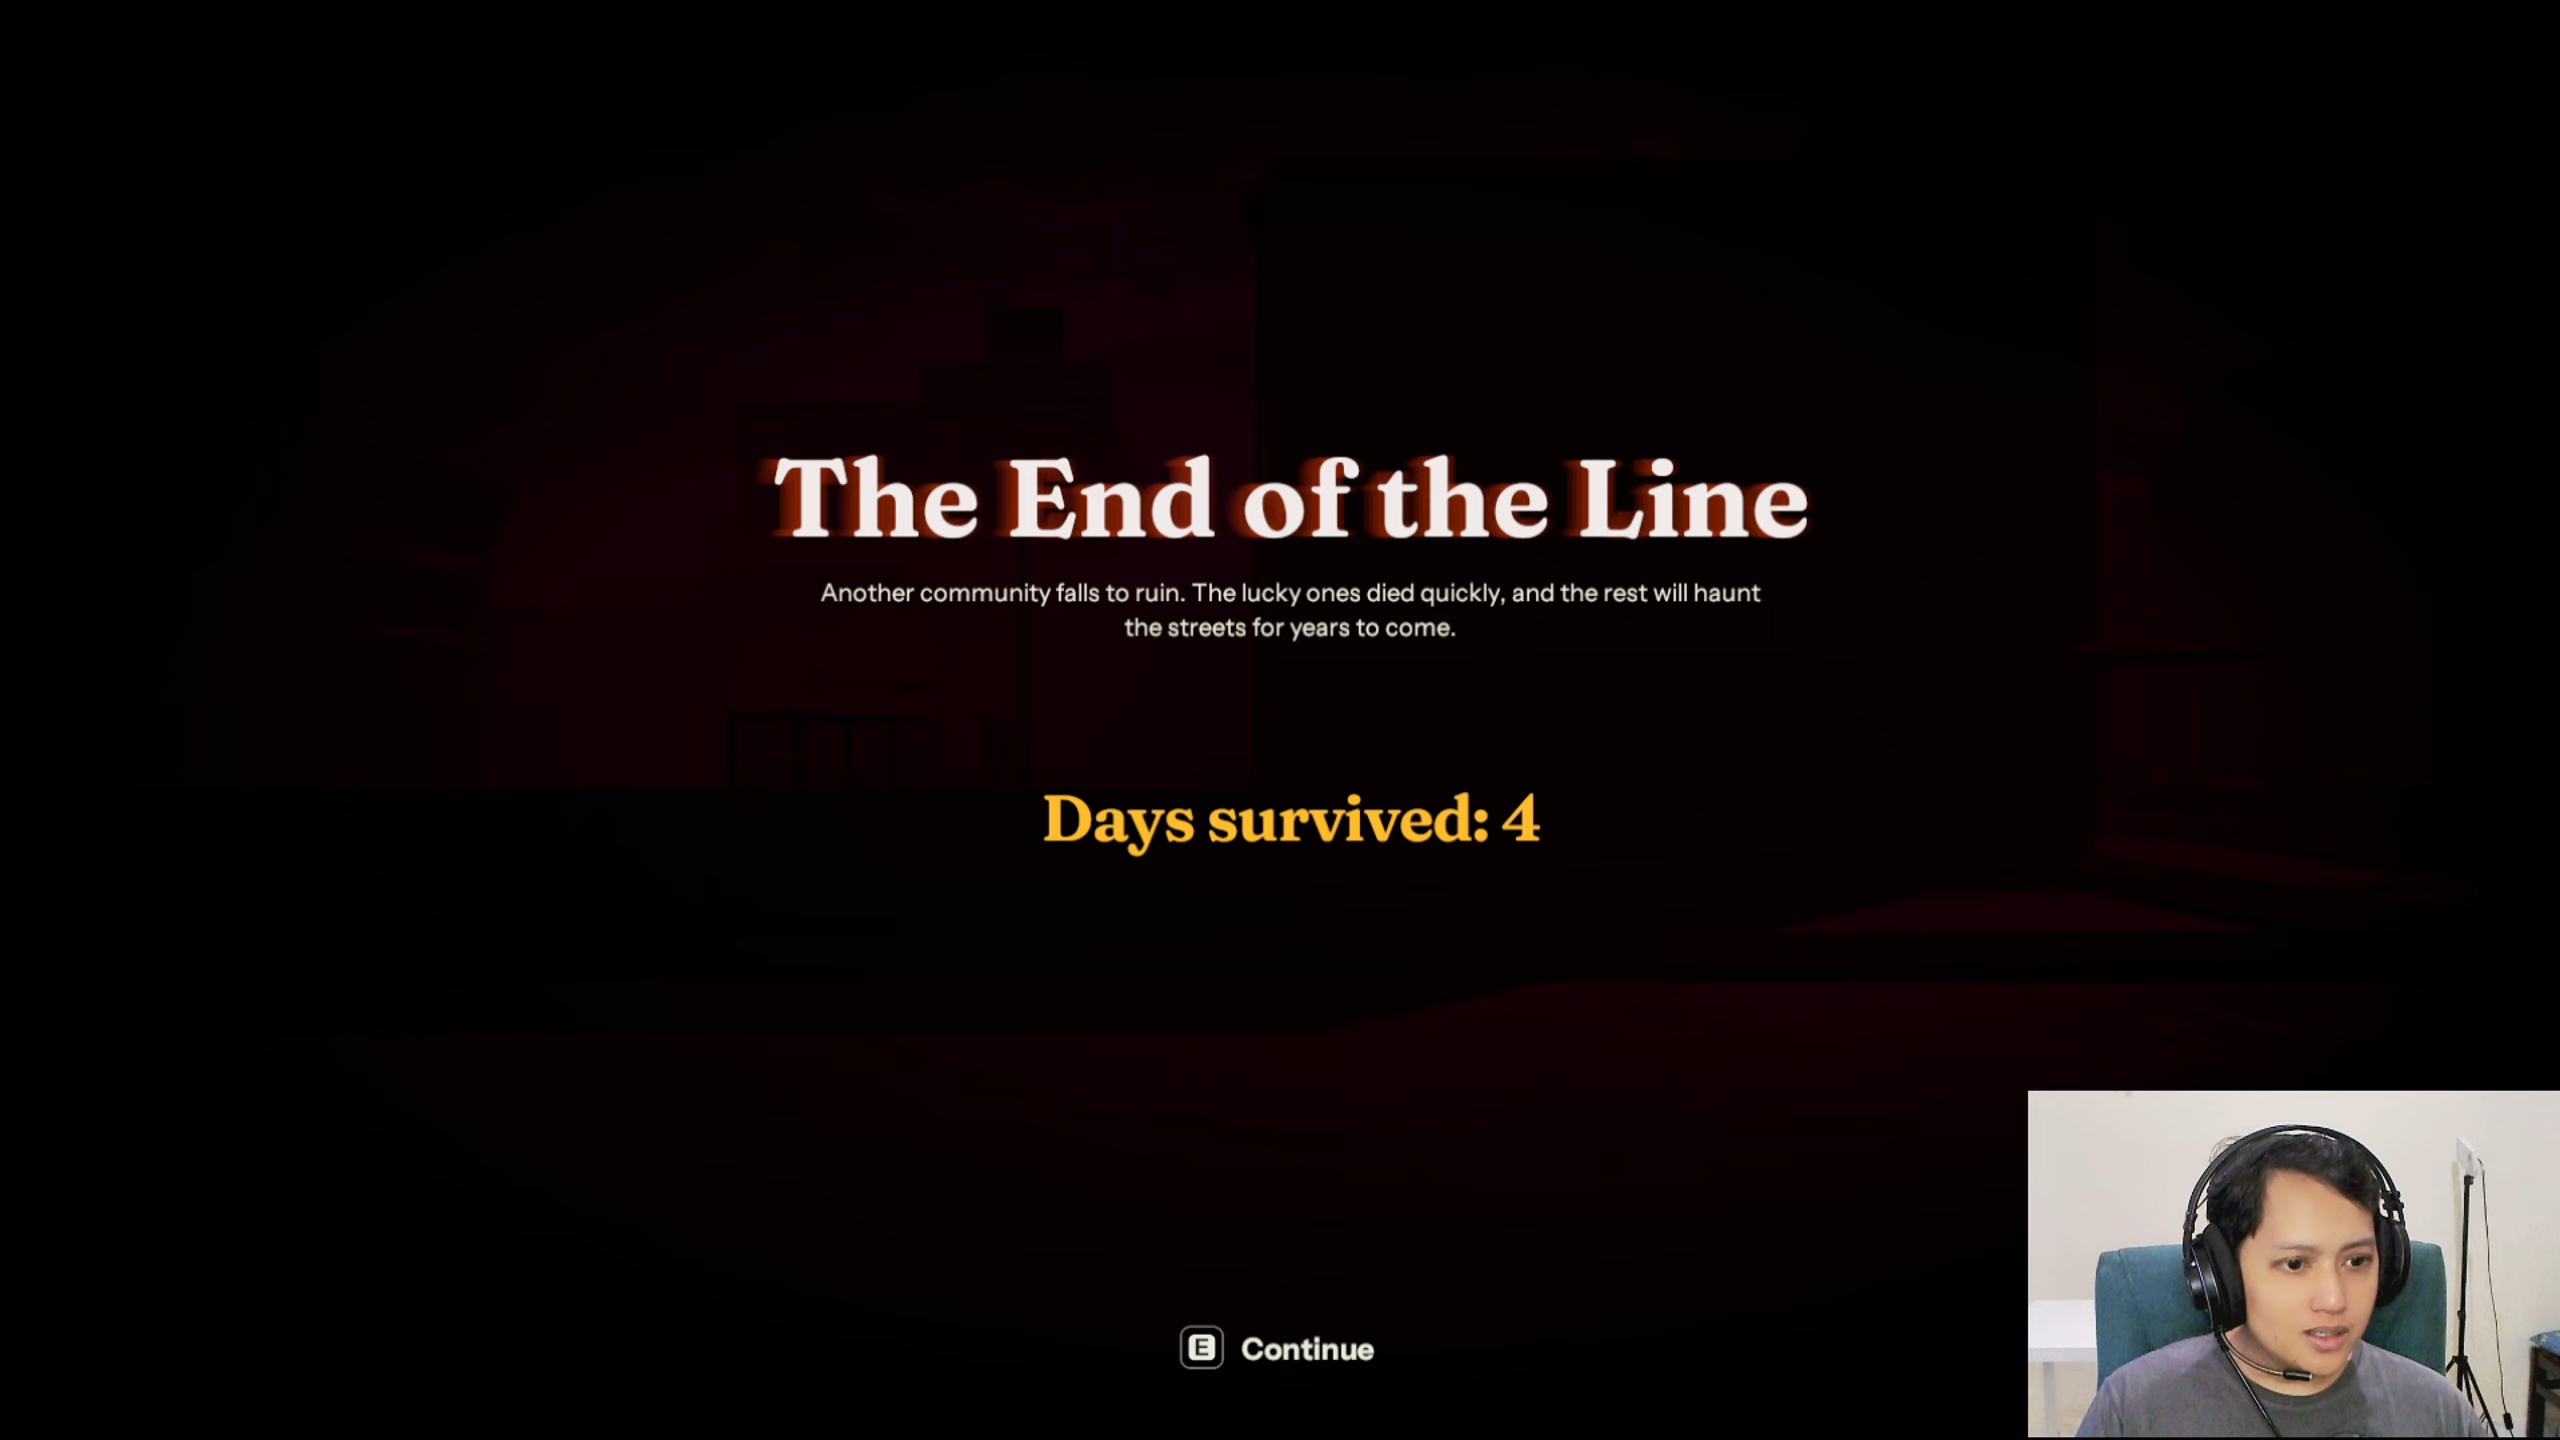 The End of the Line
Another community falls to ruin. The lucky ones died quickly, and the rest will haunt
the streets for years to come.
Days survived: 4
E Continue